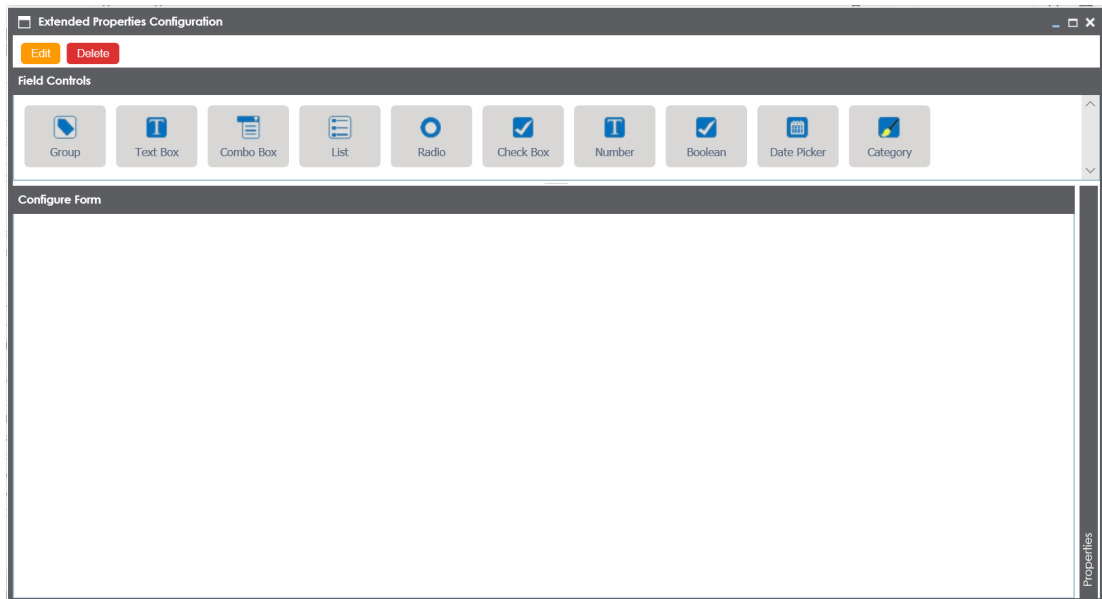 Extended Properties Configuration
Edit Delete
Field Controls
Group Text Box Combo Box List Radio Check Box Number Boolean Date Picker Category
Configure Form
Properties